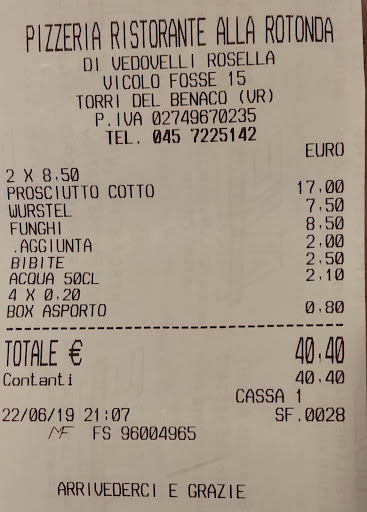 PIZZERIA RISTORANTE ALLA ROTONDA
DI VEDOVELLI ROSELLA
VICOLO FOSSE 15
TORRI DEL BENACO (VR)
P.IVA 02749670235
TEL. 045 7225142
EURO
2 X 8,50
PROSCIUTTO COTTO 17,00
WURSTEL 7,50
FUNGHI 8,50
.AGGIUNTA 2,00
BIBITE 2,50
ACQUA 50CL 2,10
4 X 0,20
BOX ASPORTO 0,80
TOTALE € 40,40
Contanti 40,40
CASSA 1
22/06/19 21:07 SF.0028
MF FS 96004965
ARRIVEDERCI E GRAZIE